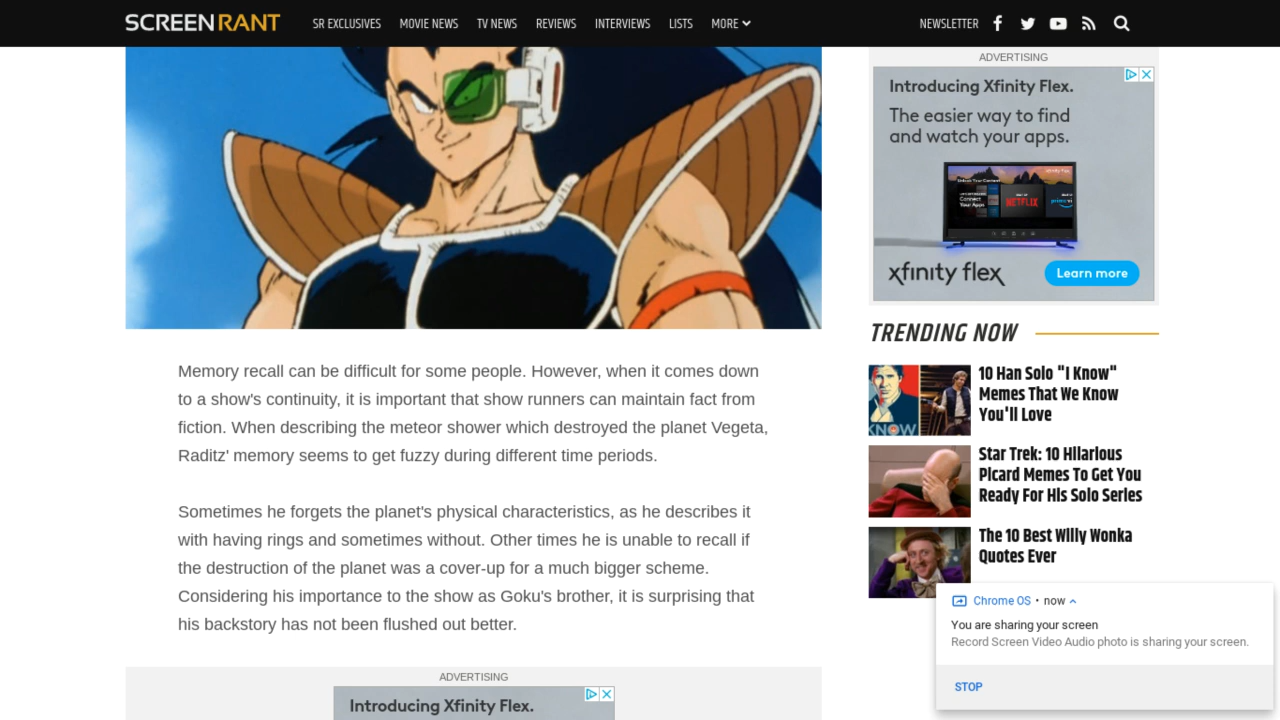 SCREEN RANT
SR EXCLUSIVES MOVIE NEWS TV NEWS REVIEWS INTERVIEWS LISTS MORE
NEWSLETTER
ADVERTISING
Introducing Xfinity Flex.
The easier way to find
and watch your apps.
NETFLIX
xfinity flex
Learn more
TRENDING NOW
10 Han Solo "I Know"
Memes That We Know
You'll Love
KNOW
Star Trek: 10 Hilarious
Picard Memes To Get You
Ready For His Solo Series
The 10 Best Willy Wonka
Quotes Ever
Memory recall can be difficult for some people. However, when it comes down
to a show's continuity, it is important that show runners can maintain fact from
fiction. When describing the meteor shower which destroyed the planet Vegeta,
Raditz' memory seems to get fuzzy during different time periods.
Sometimes he forgets the planet's physical characteristics, as he describes it
with having rings and sometimes without. Other times he is unable to recall if
the destruction of the planet was a cover-up for a much bigger scheme.
Considering his importance to the show as Goku's brother, it is surprising that
his backstory has not been flushed out better.
ADVERTISING
Introducing Xfinity Flex.
Chrome OS • now
You are sharing your screen
Record Screen Video Audio photo is sharing your screen.
STOP